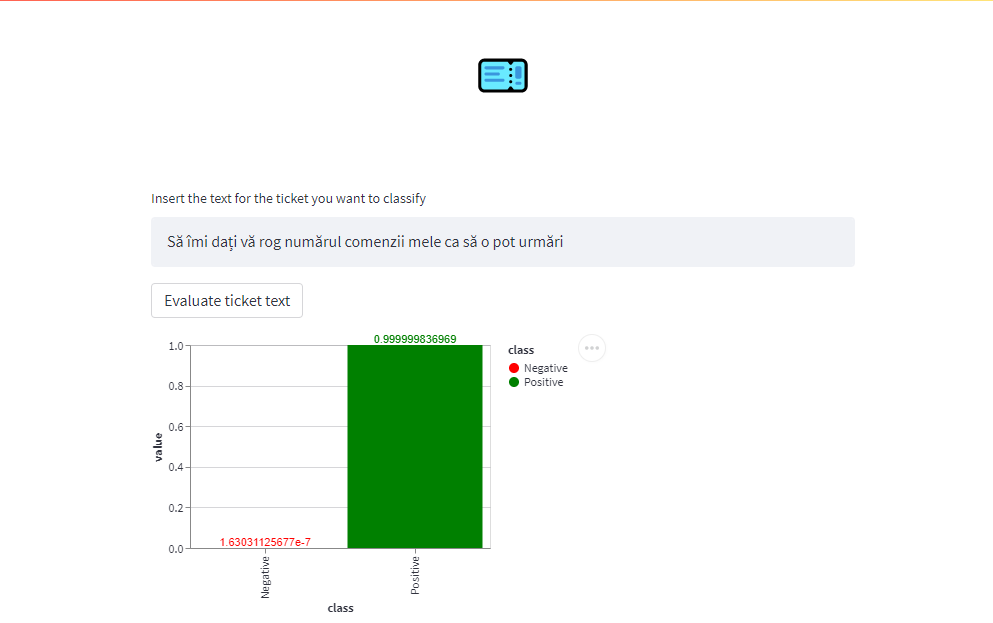 Insert the text for the ticket you want to classify
Să îmi dați vă rog numărul comenzii mele ca să o pot urmări
Evaluate ticket text
0.999999836969
1.63031125677e-7
1.0
0.8
0.6
0.4
0.2
0.0
value
Negative
Positive
class
class
Negative
Positive